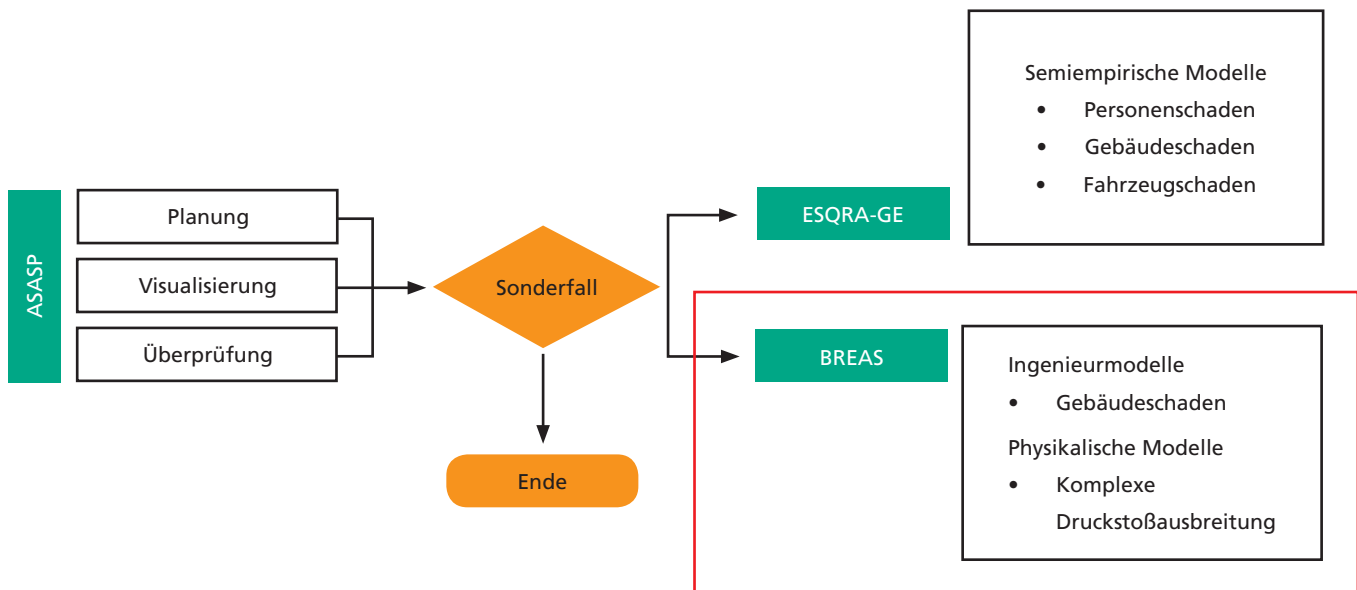 ASASP
Planung
Visualisierung
Überprüfung
Sonderfall
Ende
ESQRA-GE
Semiempirische Modelle
• Personenschaden
• Gebäudeschaden
• Fahrzeugschaden
BREAS
Ingenieurmodelle
• Gebäudeschaden
Physikalische Modelle
• Komplexe
Druckstoßausbreitung